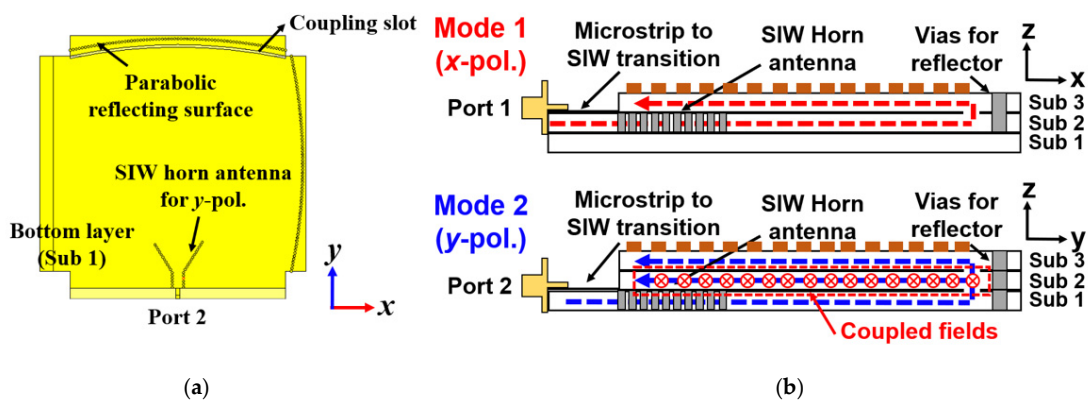 Coupling slot
Parabolic
reflecting surface
SIW horn antenna
for y-pol.
Bottom layer
(Sub 1)
Port 2
y
x
(a)
Mode 1
(x-pol.)
Microstrip to
SIW transition
SIW Horn
antenna
Vias for
reflector
z
x
Port 1
Sub 3
Sub 2
Sub 1
Mode 2
(y-pol.)
Microstrip to
SIW transition
SIW Horn
antenna
Vias for
reflector
z
y
Port 2
Sub 3
Sub 2
Sub 1
Coupled fields
(b)